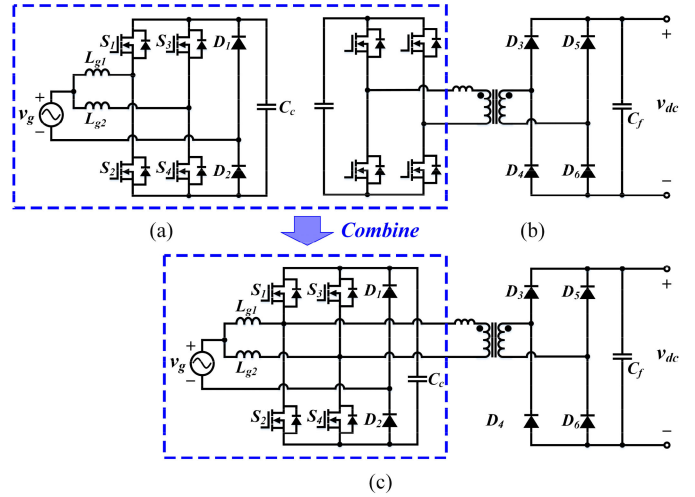 S1
S3
D1
Lg1
Lg2
vg
+
−
Cc
S2
S4
D2
(a)
D3
D5
+
Cf
vdc
D4
D6
−
(b)
Combine
S1
S3
D1
Lg1
Lg2
vg
+
−
Cc
S2
S4
D2
D3
D5
+
Cf
vdc
D4
D6
−
(c)